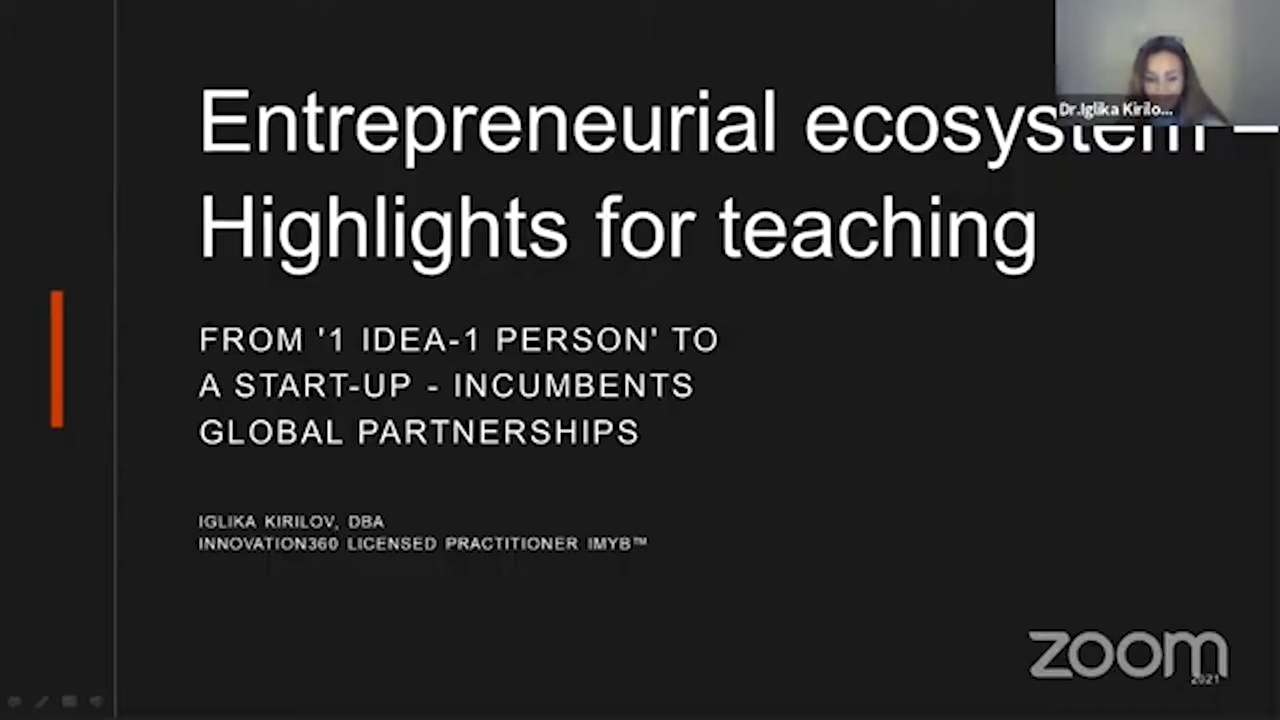 Entrepreneurial ecosystem –
Highlights for teaching
FROM '1 IDEA-1 PERSON' TO
A START-UP - INCUMBENTS
GLOBAL PARTNERSHIPS
IGLIKA KIRILOV, DBA
INNOVATION360 LICENSED PRACTITIONER IMYB™
Dr.Iglika Kirilo...
zoom
2021